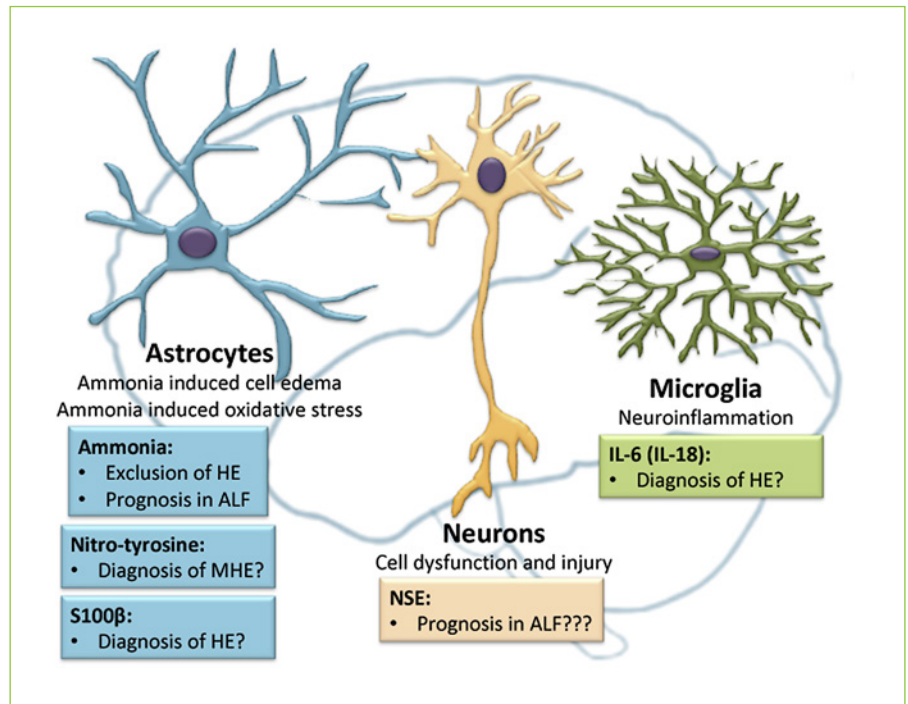 Astrocytes
Ammonia induced cell edema
Ammonia induced oxidative stress
Ammonia:
• Exclusion of HE
• Prognosis in ALF
Nitro-tyrosine:
• Diagnosis of MHE?
S100β:
• Diagnosis of HE?
Neurons
Cell dysfunction and injury
NSE:
• Prognosis in ALF???
Microglia
Neuroinflammation
IL-6 (IL-18):
• Diagnosis of HE?